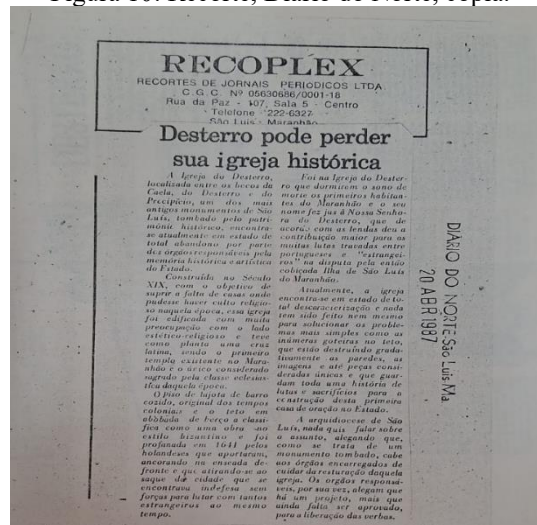 Figura 10: Recorte, Diário do Norte, cópia.
RECOPLEX
RECORTES DE JORNAIS PERIODICOS LTDA
C.G.C. Nº 05630686/0001-18
Rua da Paz - 107, Sala 5 - Centro
Telefone 222-6327
São Luis - Maranhão
Desterro pode perder
sua igreja histórica
A Igreja do Desterro,
localizada entre os becos da
Caela, do Desterro e do
Precipício, um dos mais
antigos monumentos de São
Luís, tombado pelo patri-
mônio histórico, encontra-
se atualmente em estado de
total abandono por parte
dos órgãos responsáveis pela
memória histórica e artística
do Estado.
Construída no Século
XIX, com o objetivo de
suprir a falta de casas onde
pudesse haver culto religio-
so naquela época, essa igreja
foi edificada com muita
preocupação com o lado
estético-religioso e teve
como planta uma cruz
latina, sendo o primeiro
templo existente no Mara-
nhão e o único considerado
sagrado pela classe eclesiás-
tica daquela época.
O piso de lajota de barro
cozido, original dos tempos
coloniais e o teto em
abóbada de berço a classi-
fica como uma obra no
estilo bizantino e foi
profanada em 1641 pelos
holandeses que aportaram,
ancorando na enseada de-
fronte e que atirando-se ao
saque da cidade que se
encontrava indefesa sem
forças para lutar com tantos
estrangeiros ao mesmo
tempo.
Foi na Igreja do Dester-
ro que dormiram o sono de
morte os primeiros habitan-
tes do Maranhão e o seu
nome fez jus à Nossa Senho-
ra do Desterro, que de
acordo com as lendas deu a
contribuição maior para as
muitas lutas travadas entre
portugueses e "estrangei-
ros" na disputa pela então
cobiçada Ilha de São Luís
do Maranhão.
Atualmente, a igreja
encontra-se em estado de to-
tal descaracterização e nada
tem sido feito nem mesmo
para solucionar os proble-
mas mais simples como as
inúmeras goteiras no teto,
que estão destruindo grada-
tivamente as paredes, as
imagens e até peças consi-
deradas únicas e que guar-
dam toda uma história de
lutas e sacrifícios para a
construção desta primeira
casa de oração no Estado.
A arquidiocese de São
Luís, nada quis falar sobre
o assunto, alegando que,
como se trata de um
monumento tombado, cabe
aos órgãos encarregados de
cuidar da restauração daquela
igreja. Os órgãos responsá-
veis, por sua vez, alegam que
há um projeto, mais que
ainda falta ser aprovado,
para a liberação das verbas.
DIÁRIO DO NORTE-São Luis-Ma.
20 ABR 1987